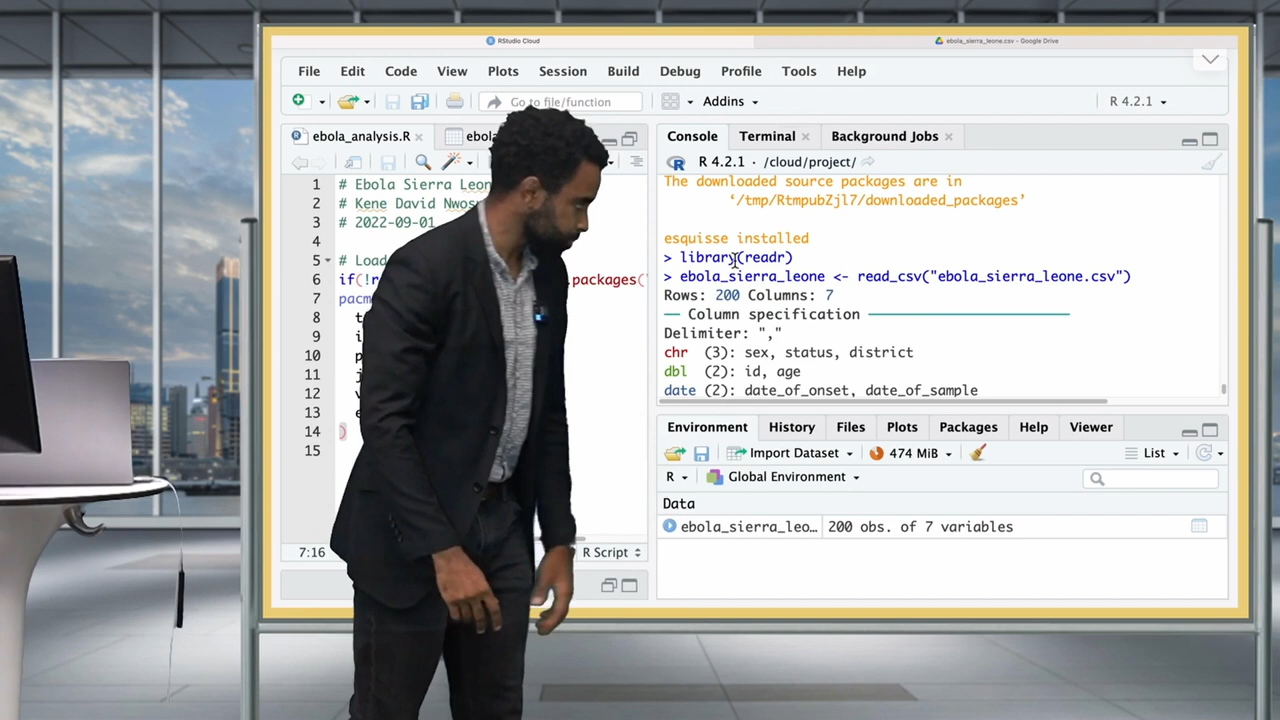 RStudio Cloud
ebola_sierra_leone.csv – Google Drive
File Edit Code View Plots Session Build Debug Profile Tools Help
Go to file/function
Addins
R 4.2.1
ebola_analysis.R
1 # Ebola Sierra Leon
2 # Kene David Nwos
3 # 2022-09-01
4
5 # Load
6 if(!r .packages(
7 pacm
8 t
9 i
10 p
11 j
12 v
13 e
14 )
15
7:16
R Script
Console Terminal Background Jobs
R 4.2.1 · /cloud/project/
The downloaded source packages are in
‘/tmp/RtmpubZjl7/downloaded_packages’
esquisse installed
> library(readr)
> ebola_sierra_leone <- read_csv("ebola_sierra_leone.csv")
Rows: 200 Columns: 7
── Column specification ──────────
Delimiter: ","
chr (3): sex, status, district
dbl (2): id, age
date (2): date_of_onset, date_of_sample
Environment History Files Plots Packages Help Viewer
Import Dataset 474 MiB List
R Global Environment
Data
ebola_sierra_leo... 200 obs. of 7 variables